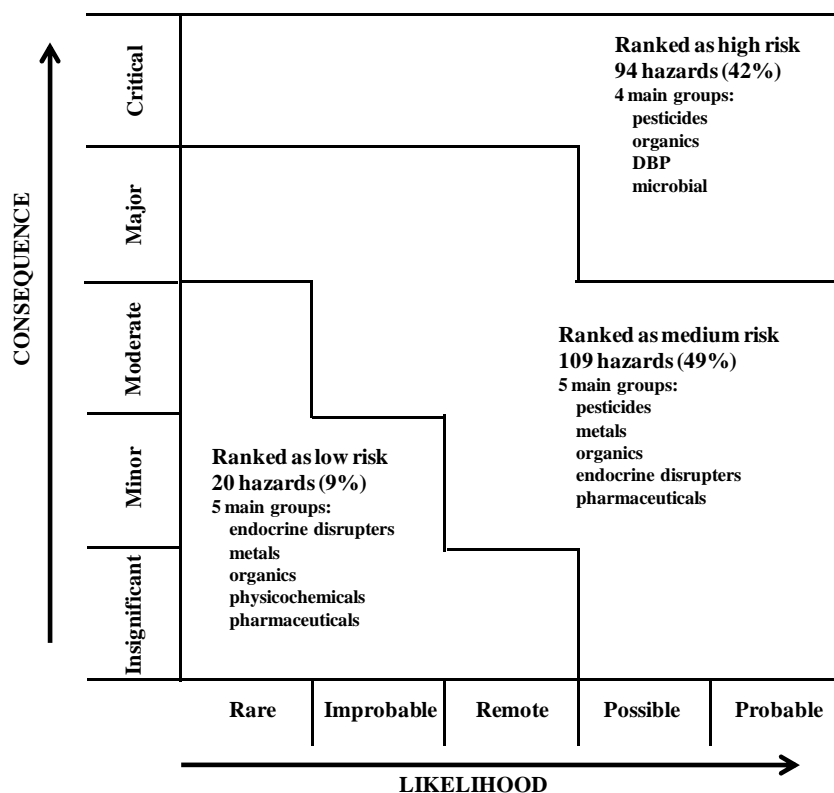 CONSEQUENCE
Critical
Major
Moderate
Minor
Insignificant
Ranked as high risk
94 hazards (42%)
4 main groups:
pesticides
organics
DBP
microbial
Ranked as medium risk
109 hazards (49%)
5 main groups:
pesticides
metals
organics
endocrine disrupters
pharmaceuticals
Ranked as low risk
20 hazards (9%)
5 main groups:
endocrine disrupters
metals
organics
physicochemicals
pharmaceuticals
Rare
Improbable
Remote
Possible
Probable
LIKELIHOOD